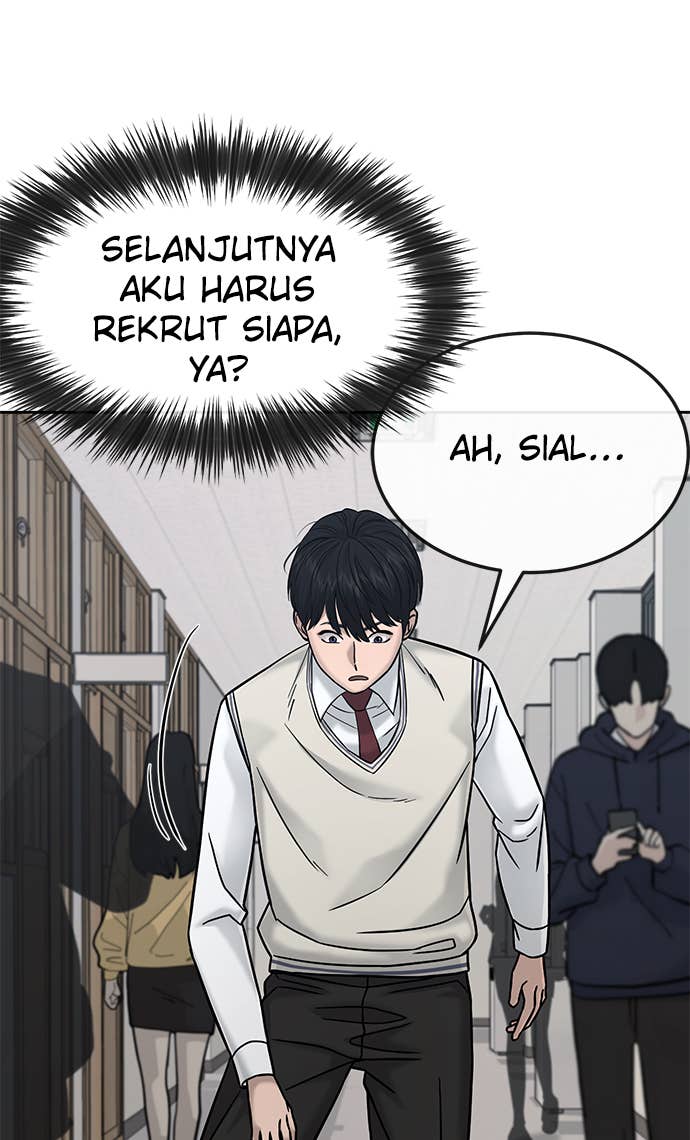 SELANJUTNYA
AKU HARUS
REKRUT SIAPA,
YA?
AH, SIAL...